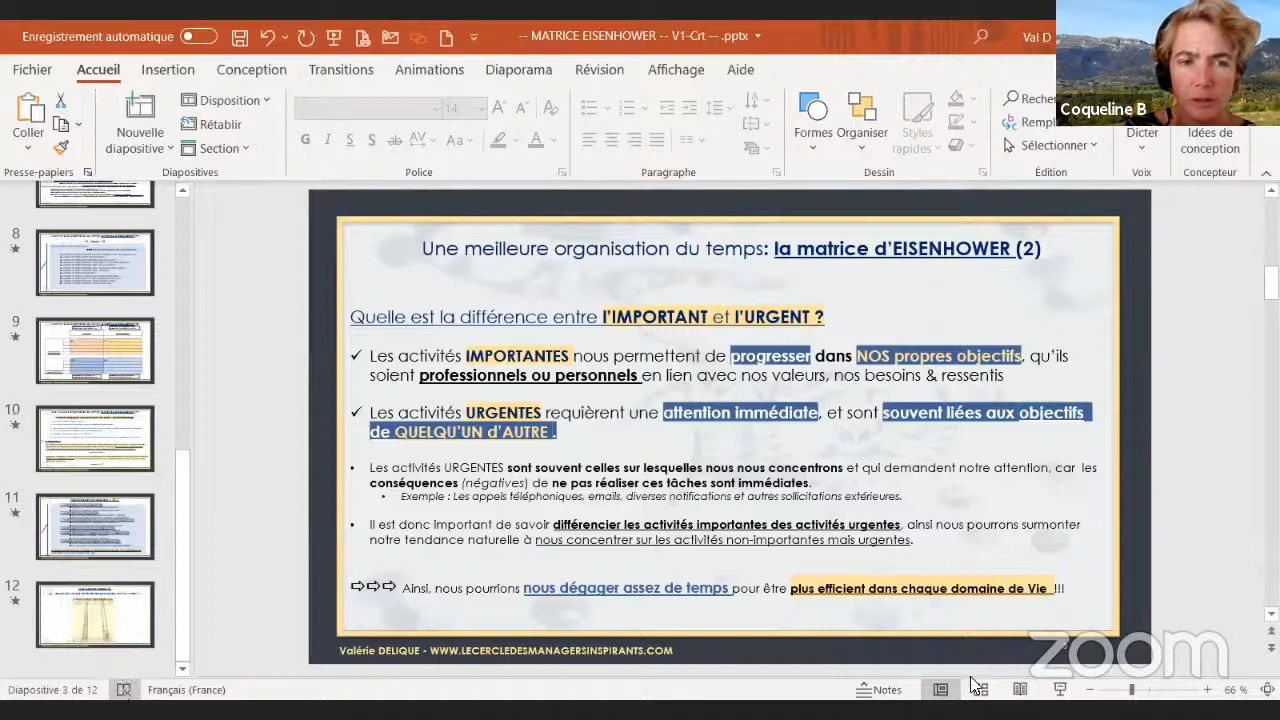 Enregistrement automatique
-- MATRICE EISENHOWER -- V1-Crt -- .pptx
Val D
Coqueline B
Fichier Accueil Insertion Conception Transitions Animations Diaporama Révision Affichage Aide
Coller
Nouvelle diapositive
Disposition
Rétablir
Section
14
G I S S ab AV Aa A
Formes
Organiser
Styles rapides
Sélectionner
Dicter
Idées de conception
Presse-papiers Diapositives Police Paragraphe Dessin Édition Voix Concepteur
8
9
10
11
12
Une meilleure organisation du temps: la matrice d'EISENHOWER (2)
Quelle est la différence entre l'IMPORTANT et l'URGENT ?
✓ Les activités IMPORTANTES nous permettent de progresser dans NOS propres objectifs, qu'ils
soient professionnels ou personnels en lien avec nos valeurs, nos besoins & ressentis
✓ Les activités URGENTES requièrent une attention immédiate, et sont souvent liées aux objectifs
de QUELQU'UN d'AUTRE .
• Les activités URGENTES sont souvent celles sur lesquelles nous nous concentrons et qui demandent notre attention, car les
conséquences (négatives) de ne pas réaliser ces tâches sont immédiates.
• Exemple : Les appels téléphoniques, emails, diverses notifications et autres sollicitations extérieures.
Il est donc important de savoir différencier les activités importantes des activités urgentes, ainsi nous pourrons surmonter
notre tendance naturelle à nous concentrer sur les activités non-importantes mais urgentes.
⇨⇨⇨ Ainsi, nous pourrions nous dégager assez de temps pour être plus efficient dans chaque domaine de Vie !!!
Valérie DELIQUE - WWW.LECERCLEDESMANAGERSINSPIRANTS.COM
zoom
Diapositive 3 de 12 Français (France) Notes 66 %